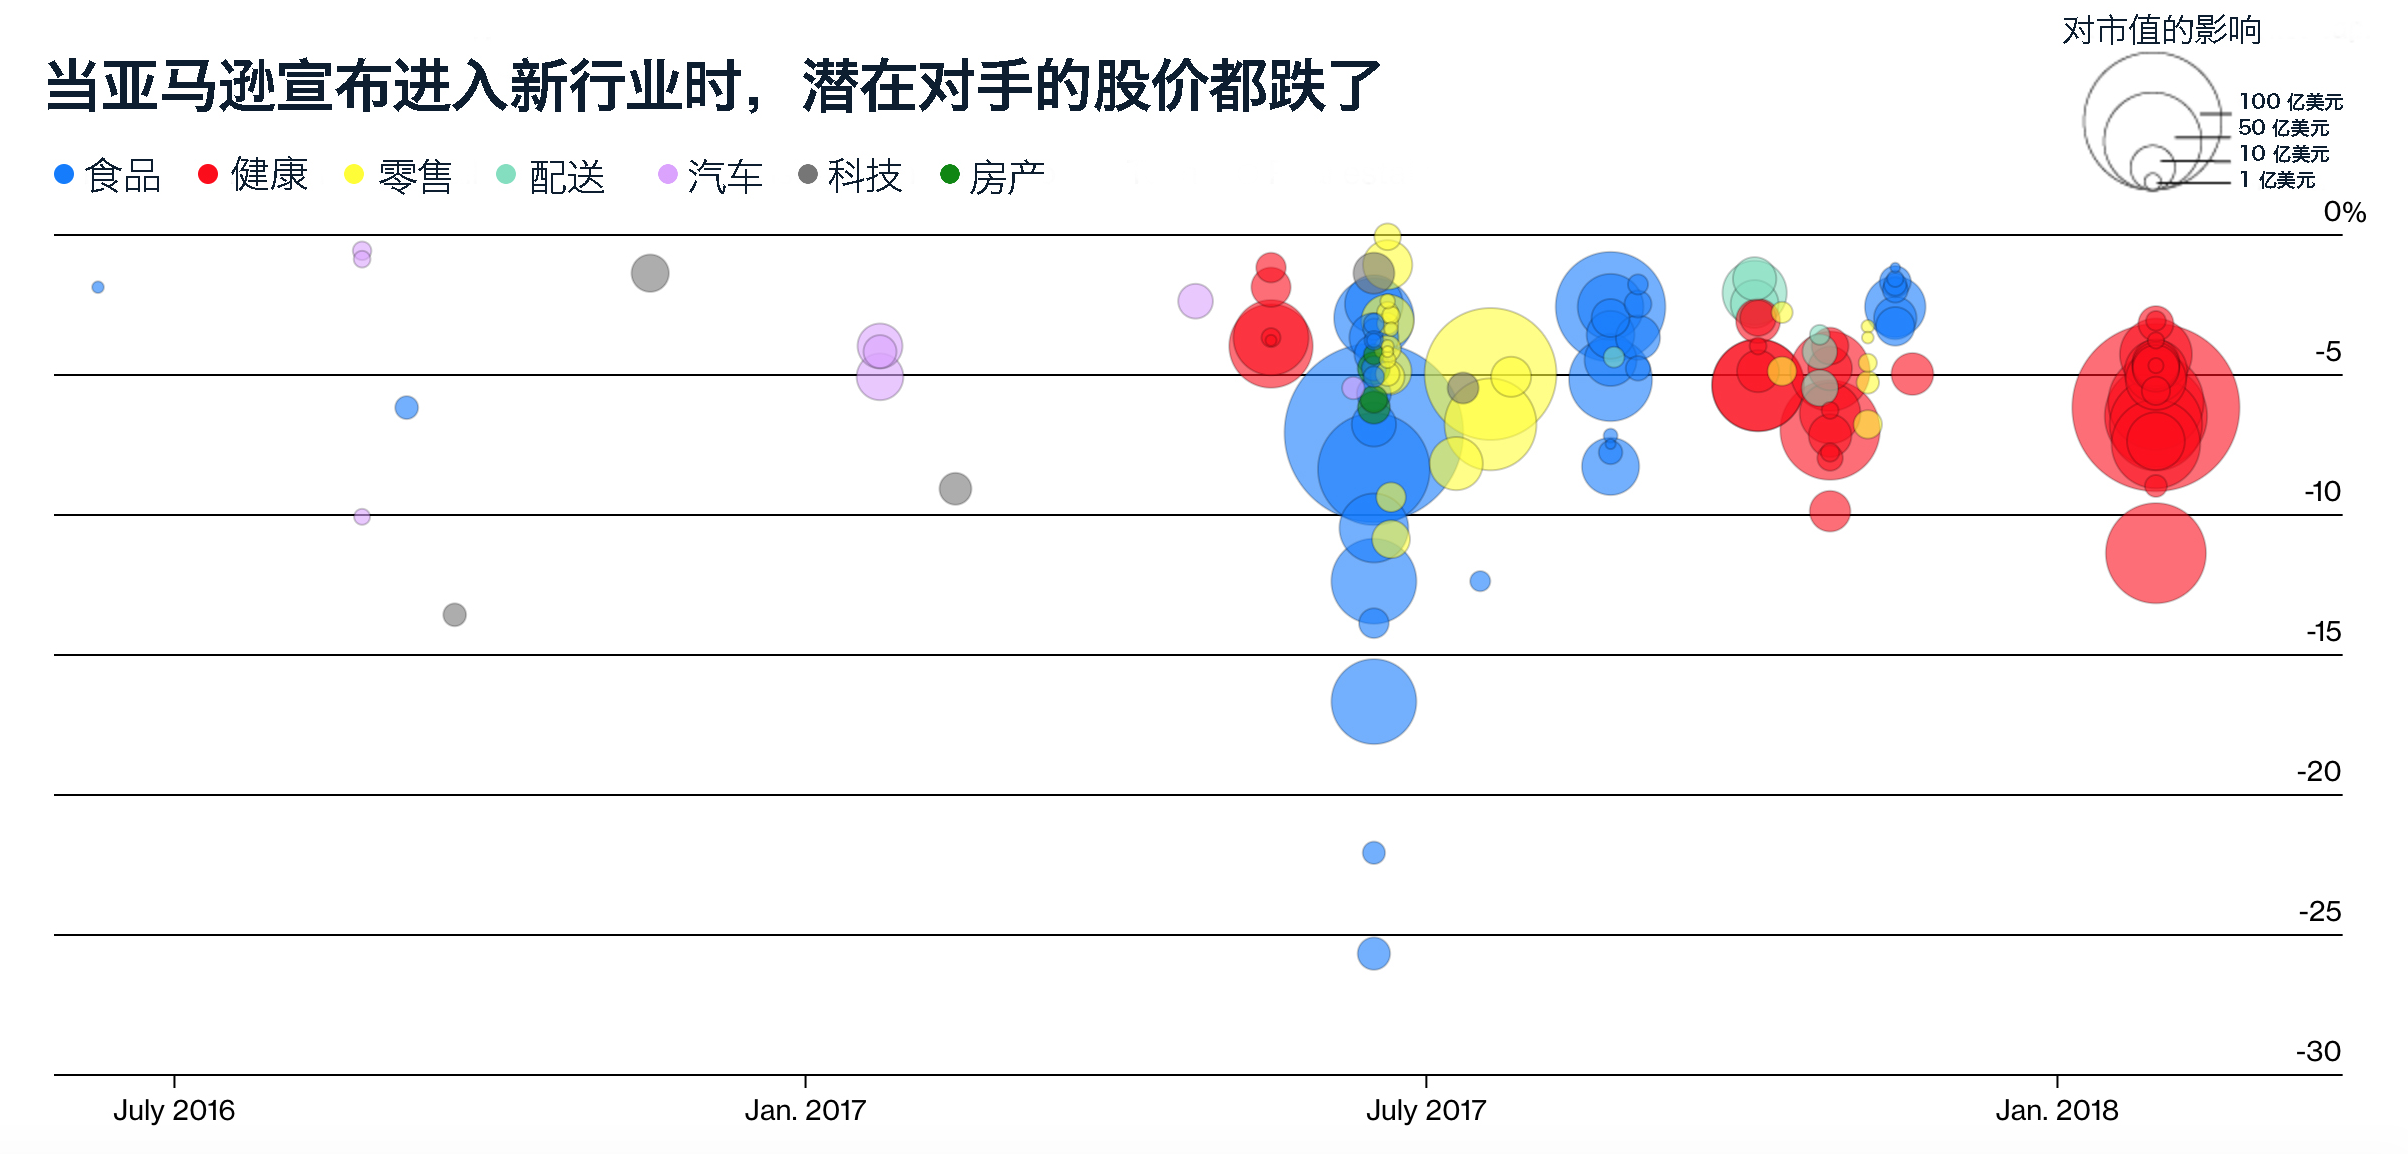 对市值的影响
当亚马逊宣布进入新行业时，潜在对手的股价都跌了
100 亿美元
50 亿美元
10 亿美元
1 亿美元
食品 健康 零售 配送 汽车 科技 房产
0%
-5
-10
-15
-20
-25
-30
July 2016 Jan. 2017 July 2017 Jan. 2018